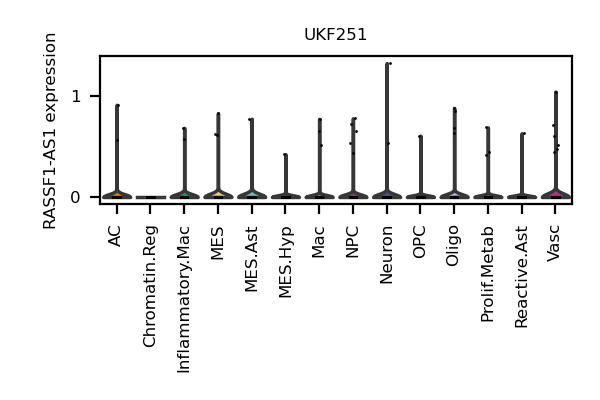 UKF251
RASSF1-AS1 expression
1
0
AC
Chromatin.Reg
Inflammatory.Mac
MES
MES.Ast
MES.Hyp
Mac
NPC
Neuron
OPC
Oligo
Prolif.Metab
Reactive.Ast
Vasc